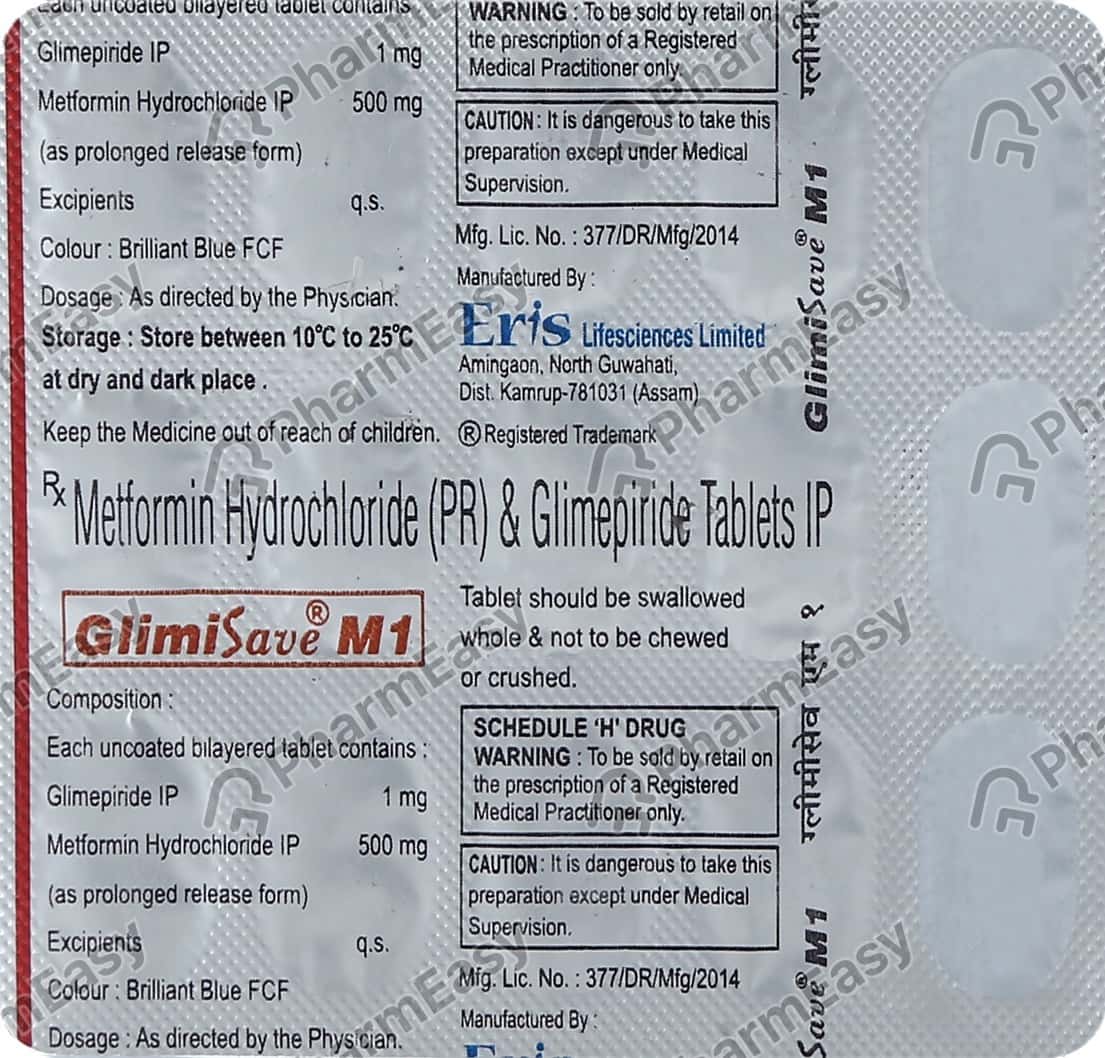 Each uncoated bilayered tablet contains
Glimepiride IP 1 mg
Metformin Hydrochloride IP 500 mg
(as prolonged release form)
Excipients q.s.
Colour : Brilliant Blue FCF
Dosage : As directed by the Physician.
Storage : Store between 10°C to 25°C
at dry and dark place .
Keep the Medicine out of reach of children.
WARNING : To be sold by retail on
the prescription of a Registered
Medical Practitioner only.
CAUTION : It is dangerous to take this
preparation except under Medical
Supervision.
Mfg. Lic. No. : 377/DR/Mfg/2014
Manufactured By :
Eris Lifesciences Limited
Amingaon, North Guwahati,
Dist. Kamrup-781031 (Assam)
® Registered Trademark
Rx Metformin Hydrochloride (PR) & Glimepiride Tablets IP
GlimiSave® M1
Composition :
Each uncoated bilayered tablet contains :
Glimepiride IP 1 mg
Metformin Hydrochloride IP 500 mg
(as prolonged release form)
Excipients q.s.
Colour : Brilliant Blue FCF
Dosage : As directed by the Physician.
Tablet should be swallowed
whole & not to be chewed
or crushed.
SCHEDULE 'H' DRUG
WARNING : To be sold by retail on
the prescription of a Registered
Medical Practitioner only.
CAUTION : It is dangerous to take this
preparation except under Medical
Supervision.
Mfg. Lic. No. : 377/DR/Mfg/2014
Manufactured By :
Eris
GlimiSave® M1
ग्लीमीसेव एम १
Save® M1
PharmEasy
PharmEasy
PharmEasy
PharmEasy
PharmEasy
PharmEasy